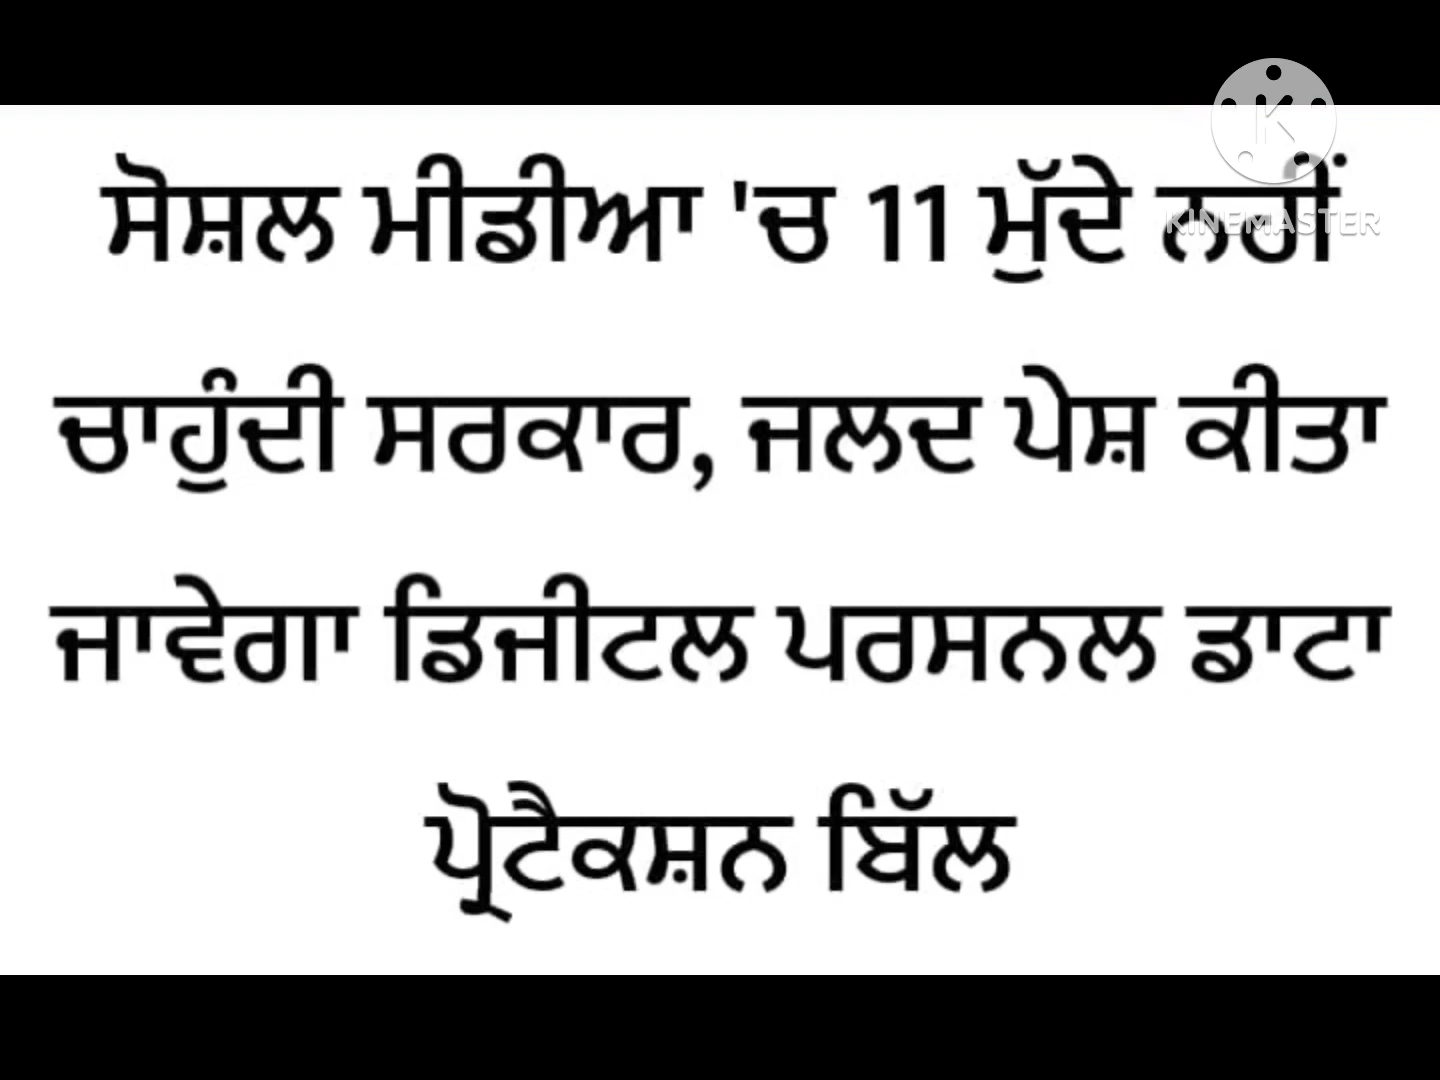 ਸੋਸ਼ਲ ਮੀਡੀਆ 'ਚ 11 ਮੁੱਦੇ ਨਹੀਂ
ਚਾਹੁੰਦੀ ਸਰਕਾਰ, ਜਲਦ ਪੇਸ਼ ਕੀਤਾ
ਜਾਵੇਗਾ ਡਿਜੀਟਲ ਪਰਸਨਲ ਡਾਟਾ
ਪ੍ਰੋਟੈਕਸ਼ਨ ਬਿੱਲ
KINEMASTER